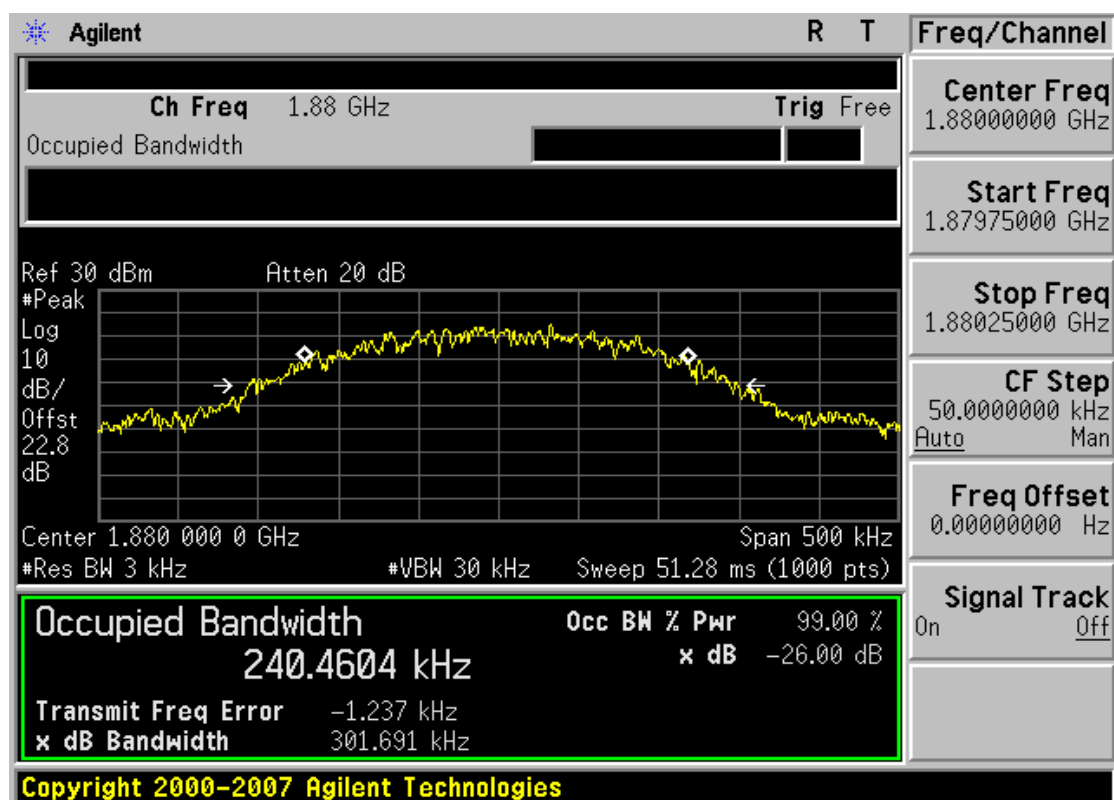 Agilent R T Freq/Channel
Ch Freq 1.88 GHz Trig Free
Occupied Bandwidth
Center Freq
1.88000000 GHz
Start Freq
1.87975000 GHz
Stop Freq
1.88025000 GHz
CF Step
50.0000000 kHz
Auto Man
Freq Offset
0.00000000 Hz
Signal Track
On Off
Ref 30 dBm Atten 20 dB
#Peak
Log
10
dB/
Offst
22.8
dB
Center 1.880 000 0 GHz Span 500 kHz
#Res BW 3 kHz #VBW 30 kHz Sweep 51.28 ms (1000 pts)
Occupied Bandwidth
240.4604 kHz
Occ BW % Pwr 99.00 %
x dB -26.00 dB
Transmit Freq Error -1.237 kHz
x dB Bandwidth 301.691 kHz
Copyright 2000-2007 Agilent Technologies